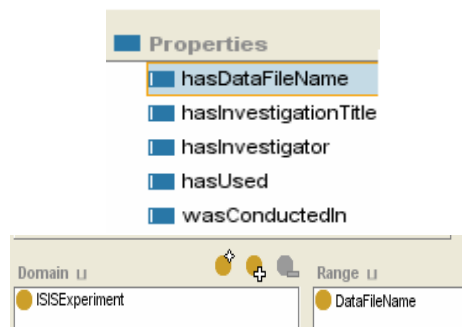 Properties
hasDataFileName
hasInvestigationTitle
hasInvestigator
hasUsed
wasConductedIn
Domain ⊔ Range ⊔
ISISExperiment DataFileName